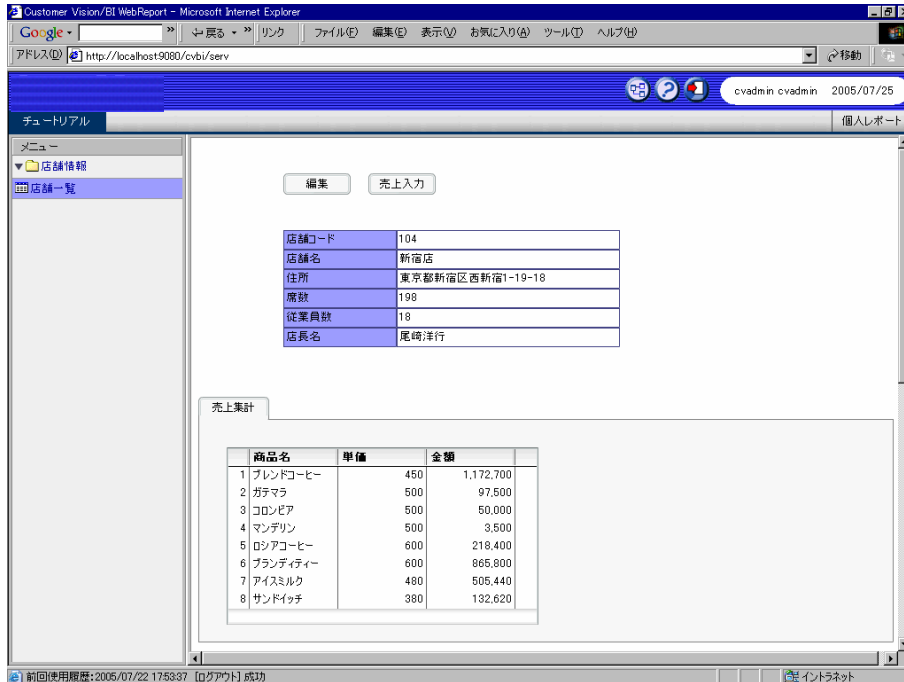 Customer Vision/BI WebReport - Microsoft Internet Explorer
Google
戻る リンク ファイル(F) 編集(E) 表示(V) お気に入り(A) ツール(T) ヘルプ(H)
アドレス(D) http://localhost:9080/cvbi/serv 移動
cvadmin cvadmin 2005/07/25
チュートリアル 個人レポート
メニュー
店舗情報
店舗一覧
編集 売上入力
店舗コード 104
店舗名 新宿店
住所 東京都新宿区西新宿1-19-18
席数 198
従業員数 18
店長名 尾崎洋行
売上集計
商品名 単価 金額
1 ブレンドコーヒー 450 1,172,700
2 ガテマラ 500 97,500
3 コロンビア 500 50,000
4 マンデリン 500 3,500
5 ロシアコーヒー 600 218,400
6 ブランディティー 600 865,800
7 アイスミルク 480 505,440
8 サンドイッチ 380 132,620
前回使用履歴:2005/07/22 17:53:37 [ログアウト] 成功 イントラネット